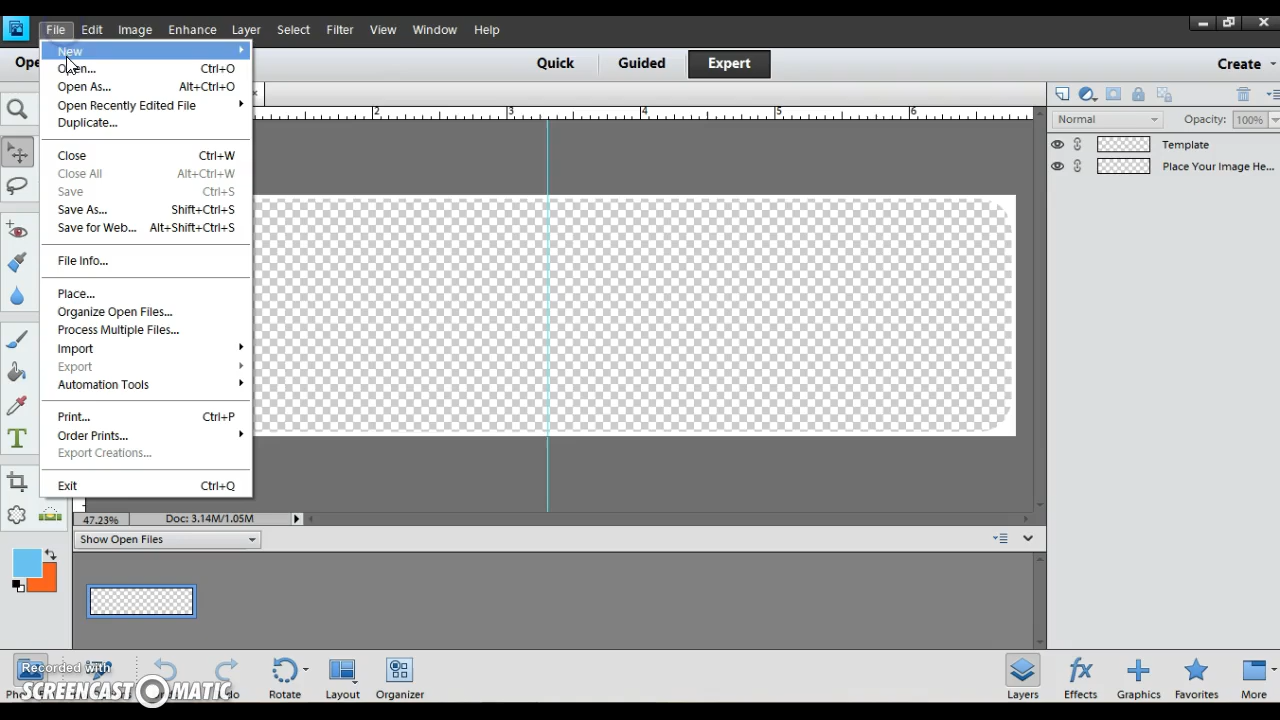 File Edit Image Enhance Layer Select Filter View Window Help
Quick Guided Expert Create
New
Open... Ctrl+O
Open As... Alt+Ctrl+O
Open Recently Edited File
Duplicate...
Close Ctrl+W
Close All Alt+Ctrl+W
Save Ctrl+S
Save As... Shift+Ctrl+S
Save for Web... Alt+Shift+Ctrl+S
File Info...
Place...
Organize Open Files...
Process Multiple Files...
Import
Export
Automation Tools
Print... Ctrl+P
Order Prints...
Export Creations...
Exit Ctrl+Q
2 3 4 5 6
Normal Opacity: 100%
Template
Place Your Image He...
T
47.23% Doc: 3.14M/1.05M
Show Open Files
Recorded with
SCREENCAST MATIC
Rotate Layout Organizer Layers Effects Graphics Favorites More